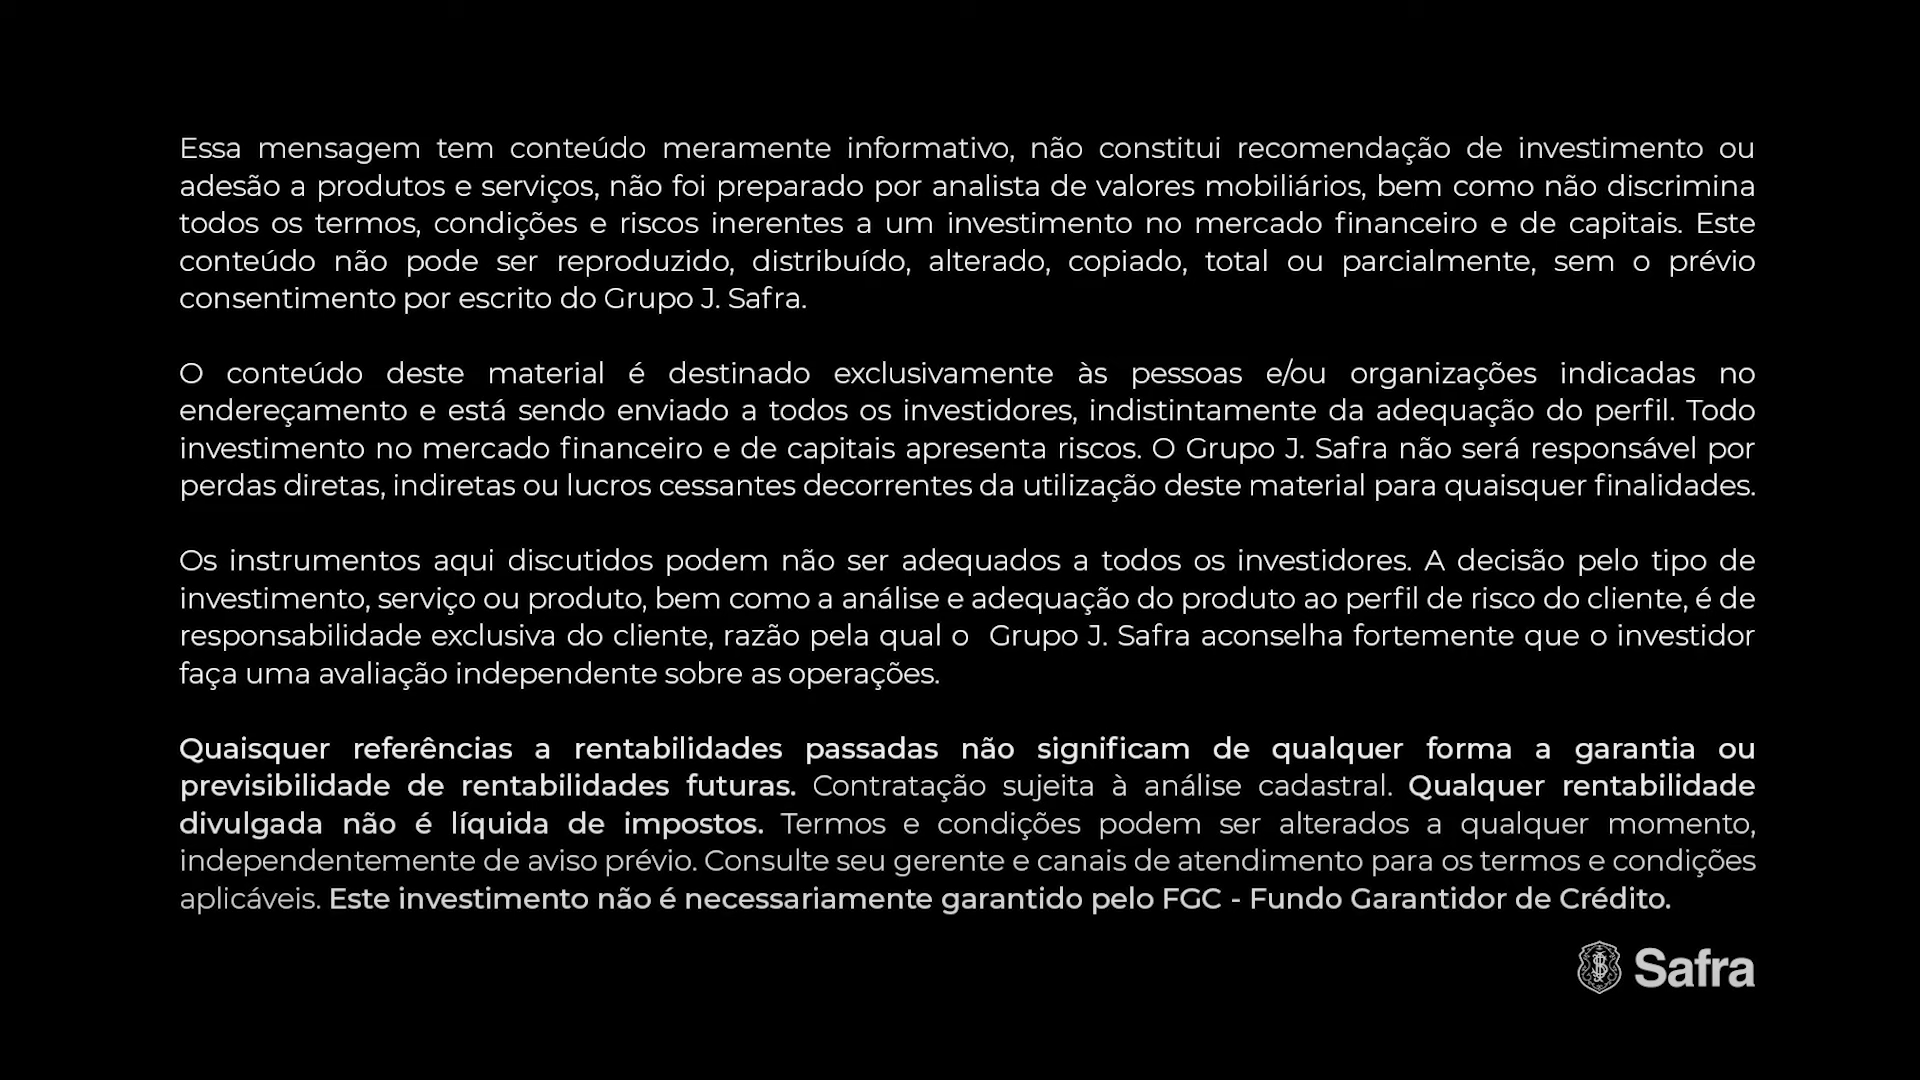 Essa mensagem tem conteúdo meramente informativo, não constitui recomendação de investimento ou
adesão a produtos e serviços, não foi preparado por analista de valores mobiliários, bem como não discrimina
todos os termos, condições e riscos inerentes a um investimento no mercado financeiro e de capitais. Este
conteúdo não pode ser reproduzido, distribuído, alterado, copiado, total ou parcialmente, sem o prévio
consentimento por escrito do Grupo J. Safra.
O conteúdo deste material é destinado exclusivamente às pessoas e/ou organizações indicadas no
endereçamento e está sendo enviado a todos os investidores, indistintamente da adequação do perfil. Todo
investimento no mercado financeiro e de capitais apresenta riscos. O Grupo J. Safra não será responsável por
perdas diretas, indiretas ou lucros cessantes decorrentes da utilização deste material para quaisquer finalidades.
Os instrumentos aqui discutidos podem não ser adequados a todos os investidores. A decisão pelo tipo de
investimento, serviço ou produto, bem como a análise e adequação do produto ao perfil de risco do cliente, é de
responsabilidade exclusiva do cliente, razão pela qual o  Grupo J. Safra aconselha fortemente que o investidor
faça uma avaliação independente sobre as operações.
Quaisquer referências a rentabilidades passadas não significam de qualquer forma a garantia ou
previsibilidade de rentabilidades futuras. Contratação sujeita à análise cadastral. Qualquer rentabilidade
divulgada não é líquida de impostos. Termos e condições podem ser alterados a qualquer momento,
independentemente de aviso prévio. Consulte seu gerente e canais de atendimento para os termos e condições
aplicáveis. Este investimento não é necessariamente garantido pelo FGC - Fundo Garantidor de Crédito.
Safra